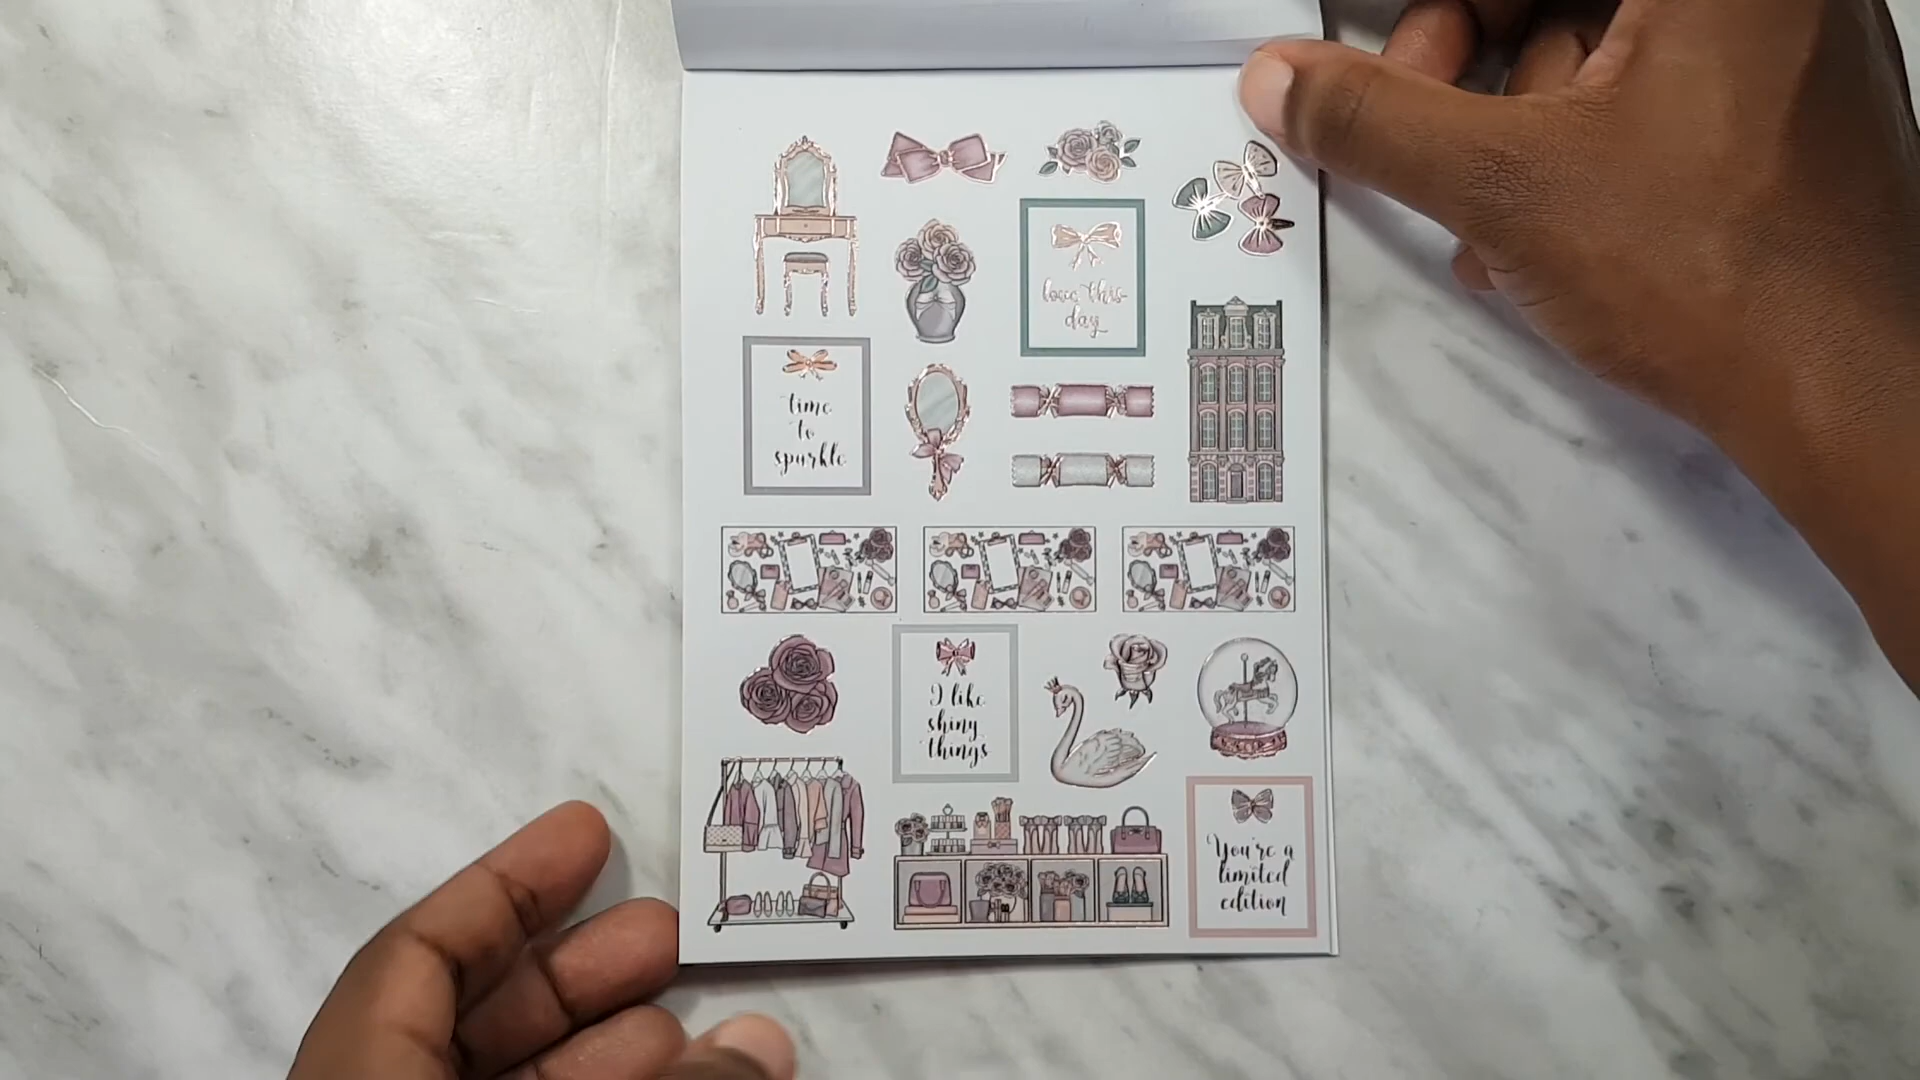 love this
day
time
to
sparkle
I like
shiny
things
You're a
limited
edition